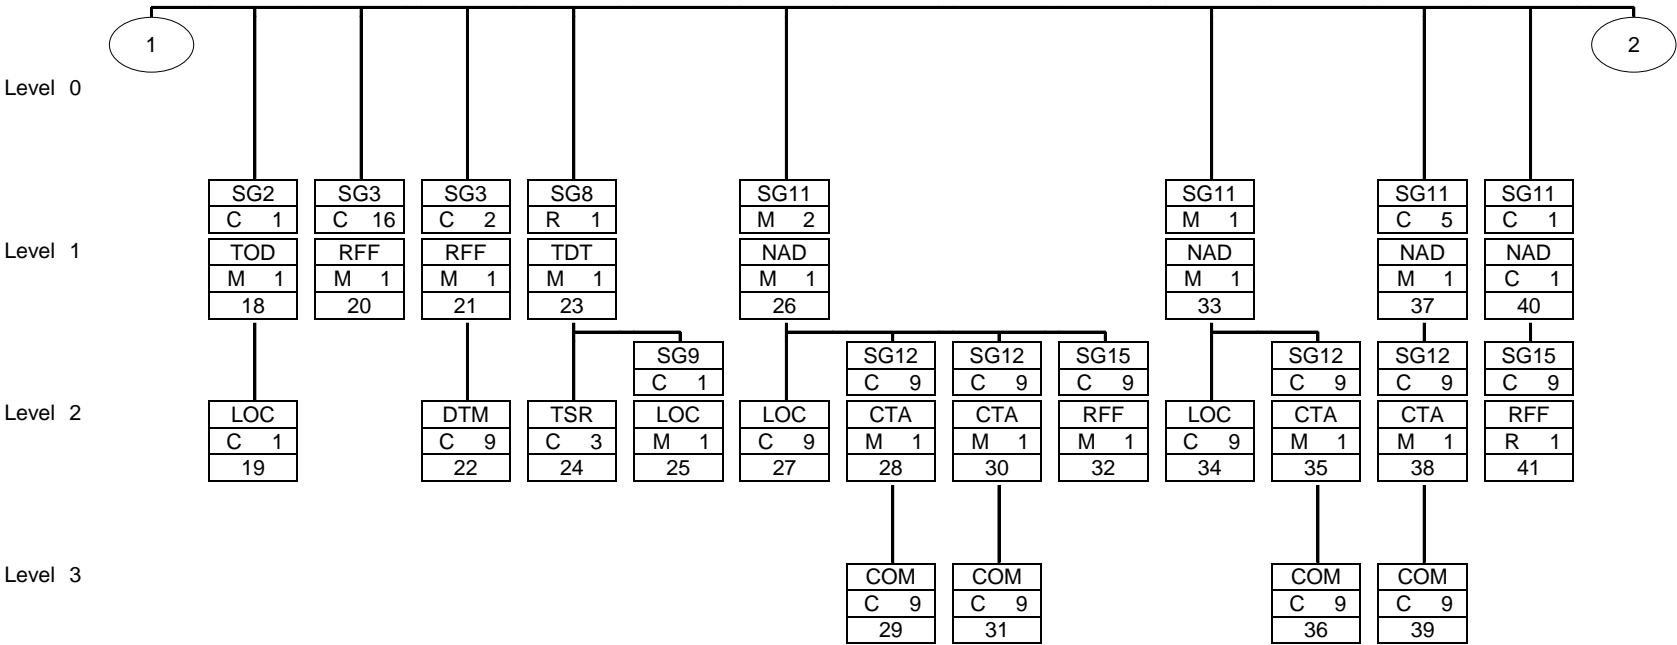 1
2
Level 0
SG2 SG3 SG3 SG8 SG11 SG11 SG11 SG11
C 1 C 16 C 2 R 1 M 2 M 1 C 5 C 1
Level 1
TOD RFF RFF TDT NAD NAD NAD NAD
M 1 M 1 M 1 M 1 M 1 M 1 M 1 C 1
18 20 21 23 26 33 37 40
SG9 SG12 SG12 SG15 SG12 SG12 SG15
C 1 C 9 C 9 C 9 C 9 C 9 C 9
Level 2
LOC DTM TSR LOC LOC CTA CTA RFF LOC CTA CTA RFF
C 1 C 9 C 3 M 1 C 9 M 1 M 1 M 1 C 9 M 1 M 1 R 1
19 22 24 25 27 28 30 32 34 35 38 41
Level 3
COM COM COM COM
C 9 C 9 C 9 C 9
29 31 36 39